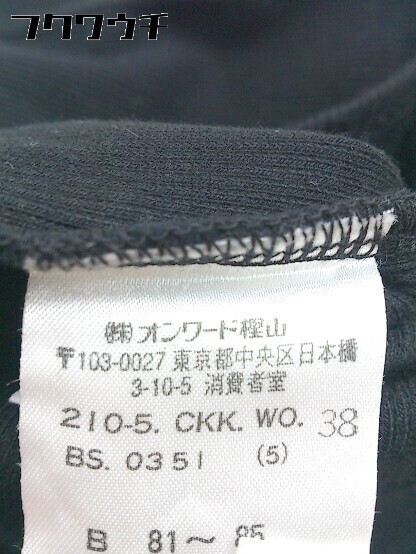 フクワウチ
(株)オンワード樫山
〒103-0027 東京都中央区日本橋
3-10-5 消費者室
210-5. CKK. WO. 38
BS. 0351 (5)
B 81〜85